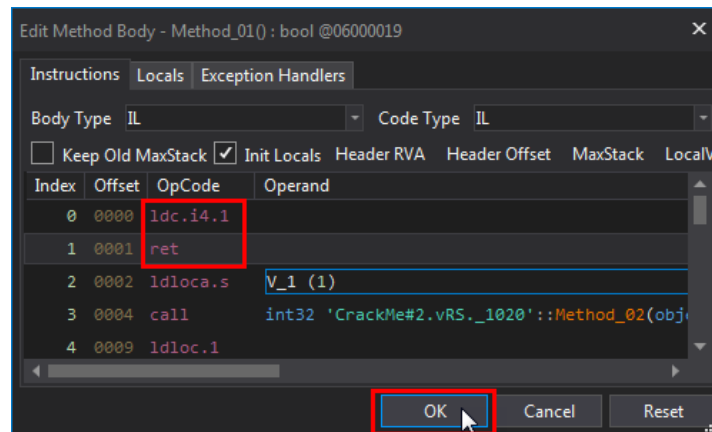 Edit Method Body - Method_01() : bool @06000019
Instructions Locals Exception Handlers
Body Type IL Code Type IL
Keep Old MaxStack Init Locals Header RVA Header Offset MaxStack LocalV
Index Offset OpCode Operand
0 0000 ldc.i4.1
1 0001 ret
2 0002 ldloca.s V_1 (1)
3 0004 call int32 'CrackMe#2.vRS._1020'::Method_02(obje
4 0009 ldloc.1
OK Cancel Reset